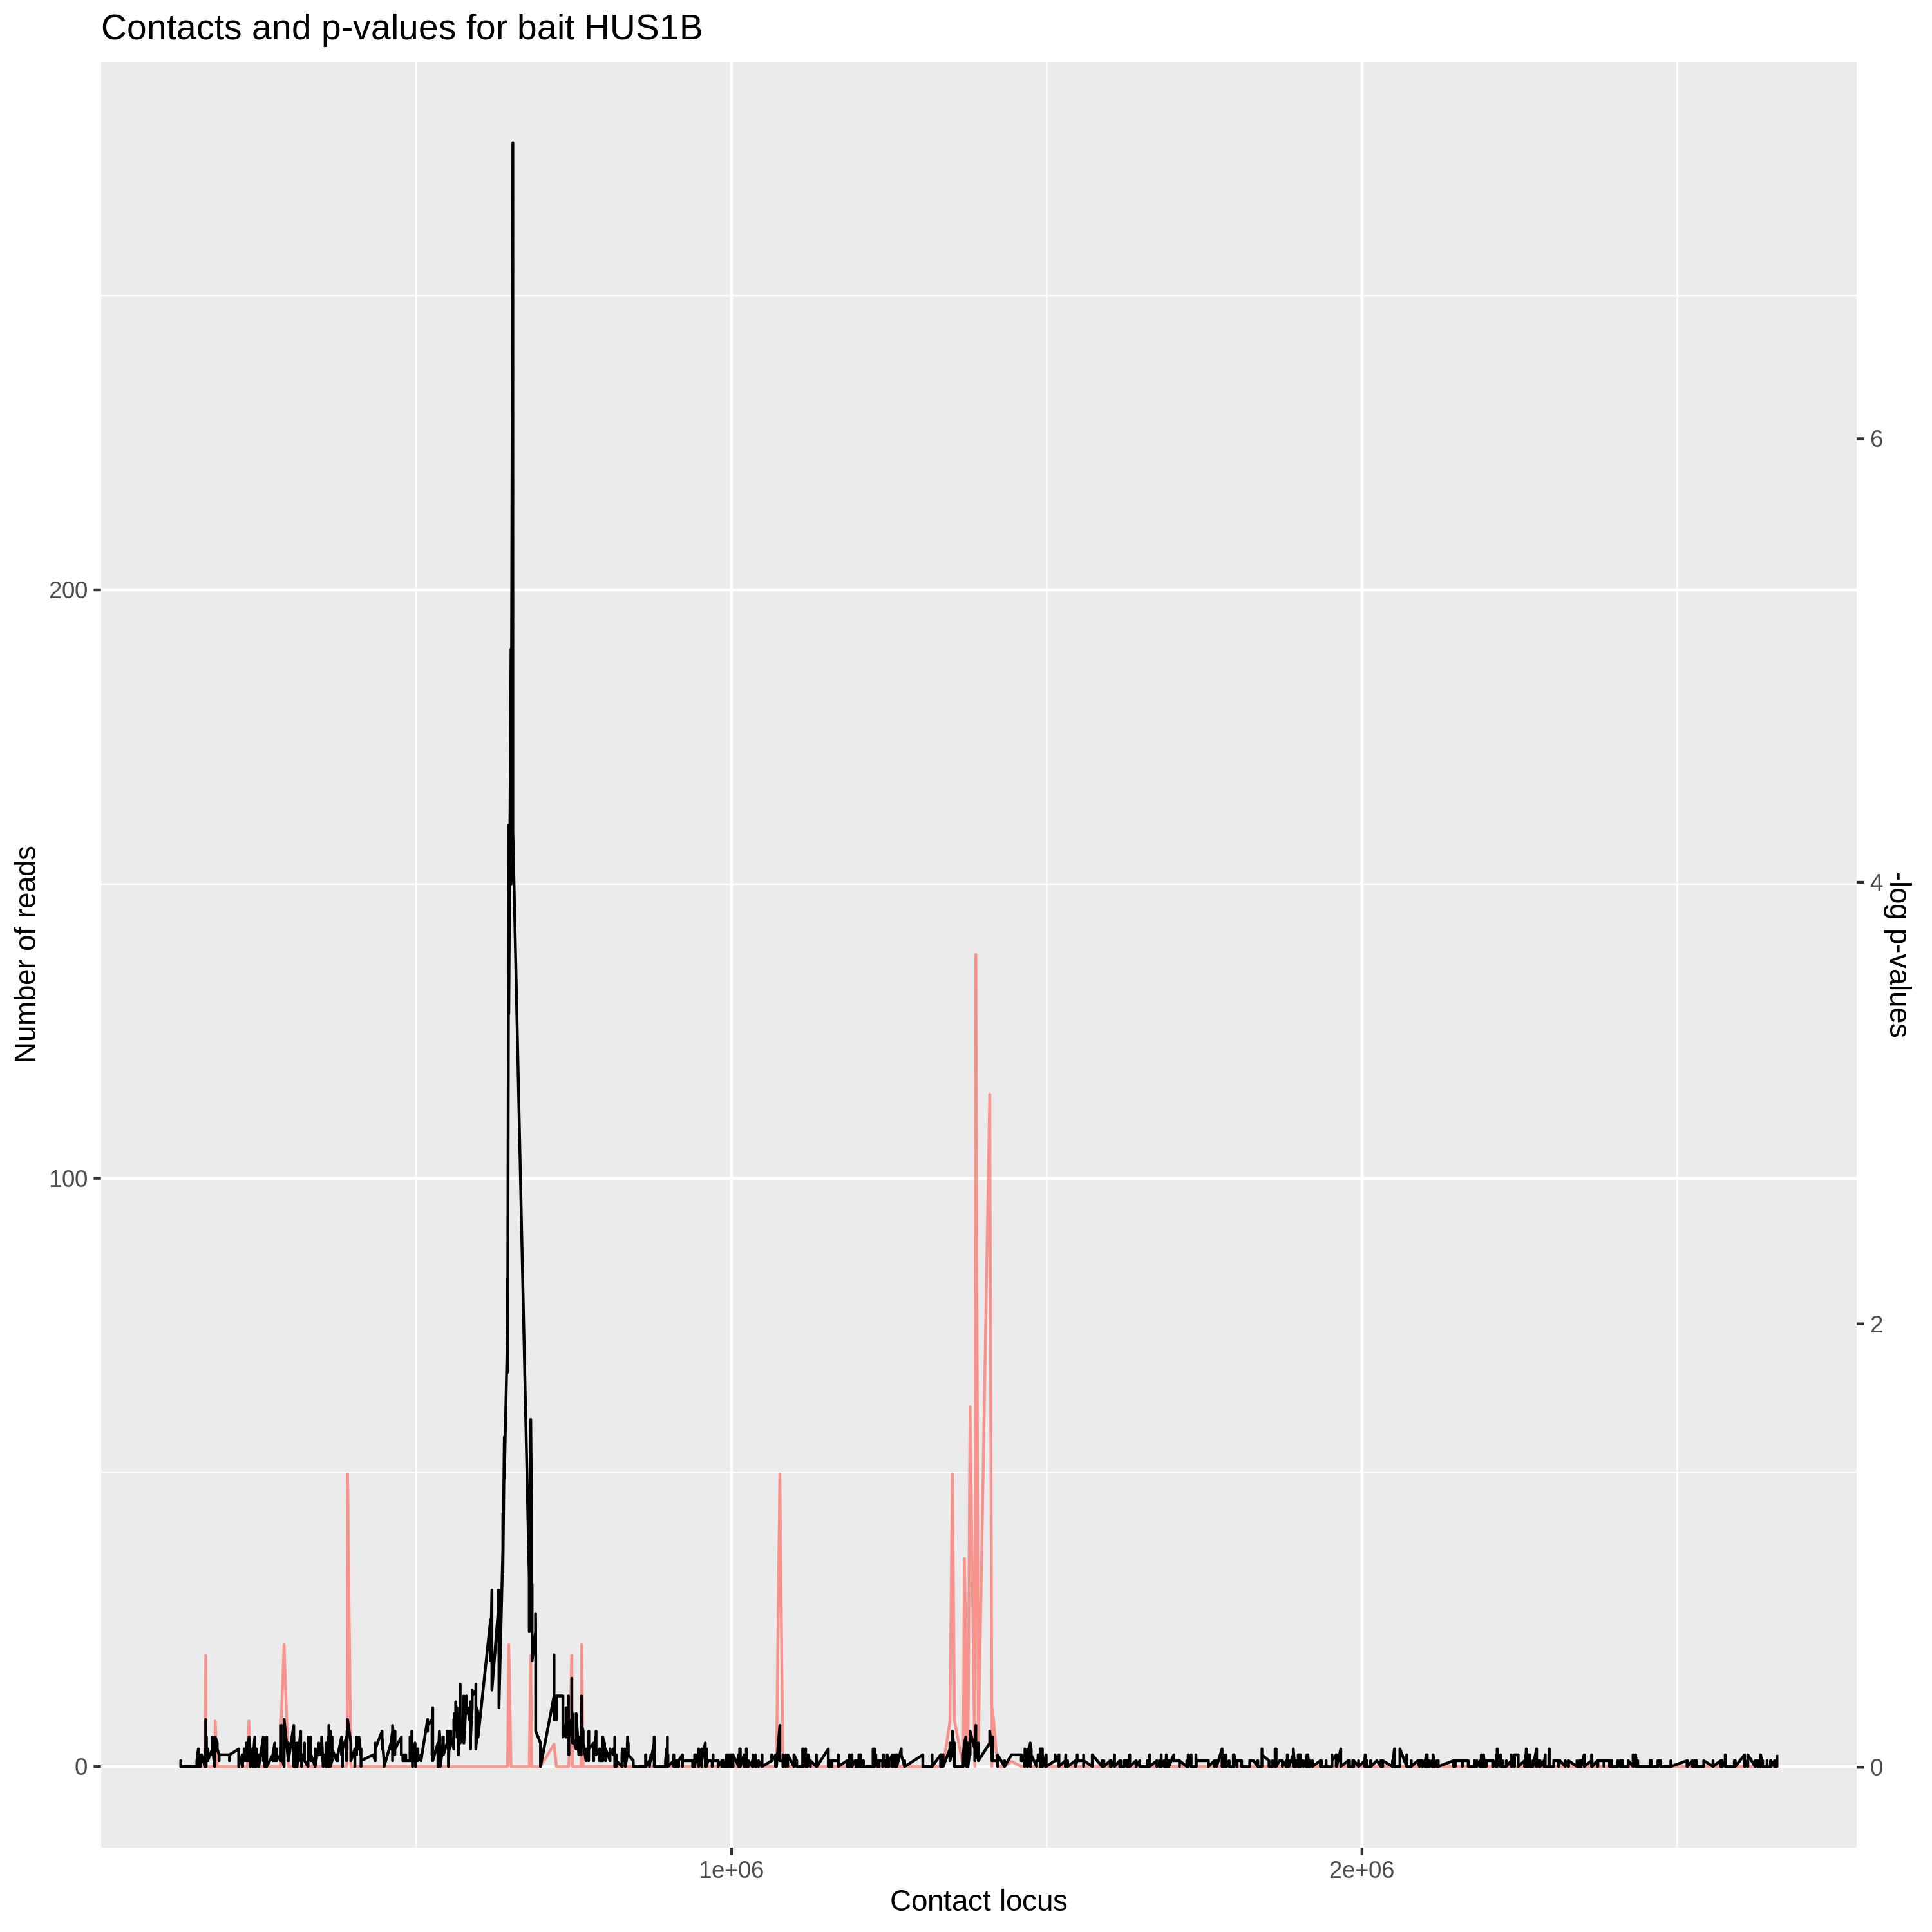 Contacts and p-values for bait HUS1B
Number of reads
200
100
0
6
4
2
0
-log p-values
1e+06
2e+06
Contact locus